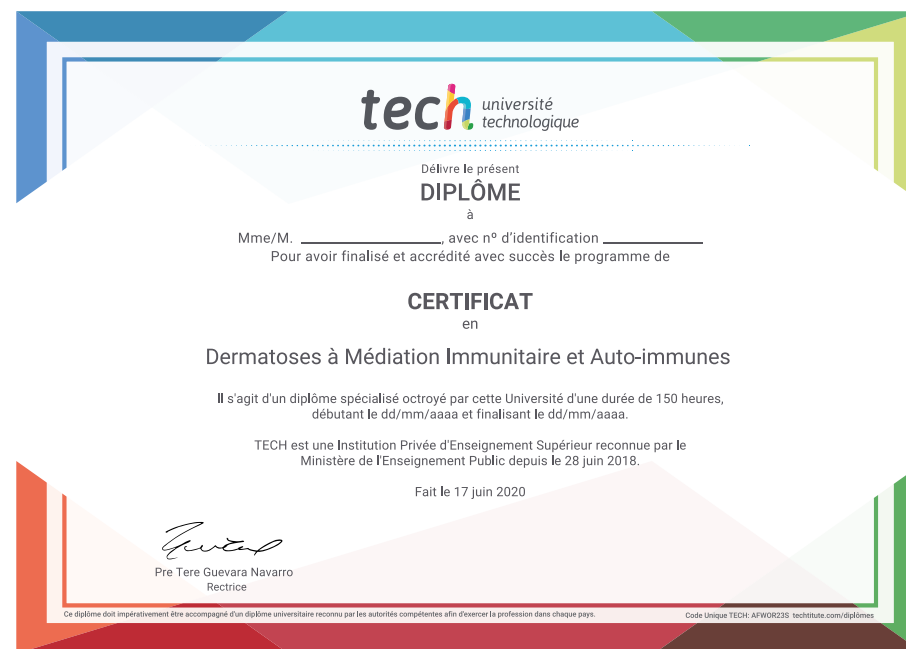 tech université
technologique
Délivre le présent
DIPLÔME
à
Mme/M. ____________________, avec nº d'identification ______________
Pour avoir finalisé et accrédité avec succès le programme de
CERTIFICAT
en
Dermatoses à Médiation Immunitaire et Auto-immunes
Il s'agit d'un diplôme spécialisé octroyé par cette Université d'une durée de 150 heures,
débutant le dd/mm/aaaa et finalisant le dd/mm/aaaa.
TECH est une Institution Privée d'Enseignement Supérieur reconnue par le
Ministère de l'Enseignement Public depuis le 28 juin 2018.
Fait le 17 juin 2020
Pre Tere Guevara Navarro
Rectrice
Ce diplôme doit impérativement être accompagné d'un diplôme universitaire reconnu par les autorités compétentes afin d'exercer la profession dans chaque pays.
Code Unique TECH: AFWOR23S techtitute.com/diplômes